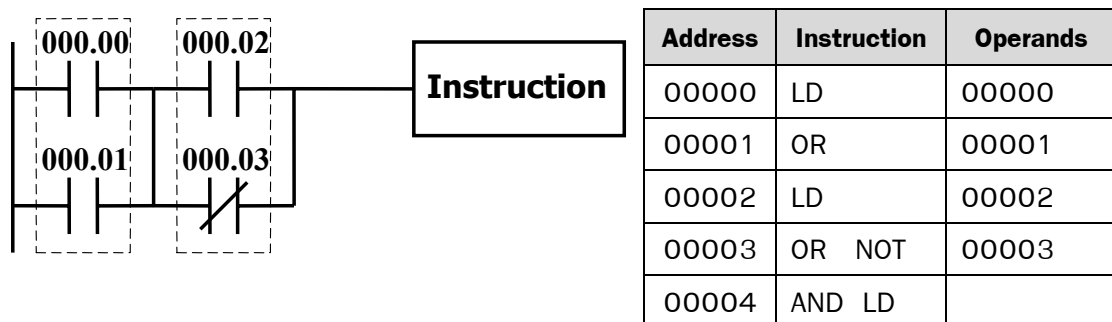 000.00 000.02
Instruction
000.01 000.03
Address Instruction Operands
00000 LD 00000
00001 OR 00001
00002 LD 00002
00003 OR NOT 00003
00004 AND LD